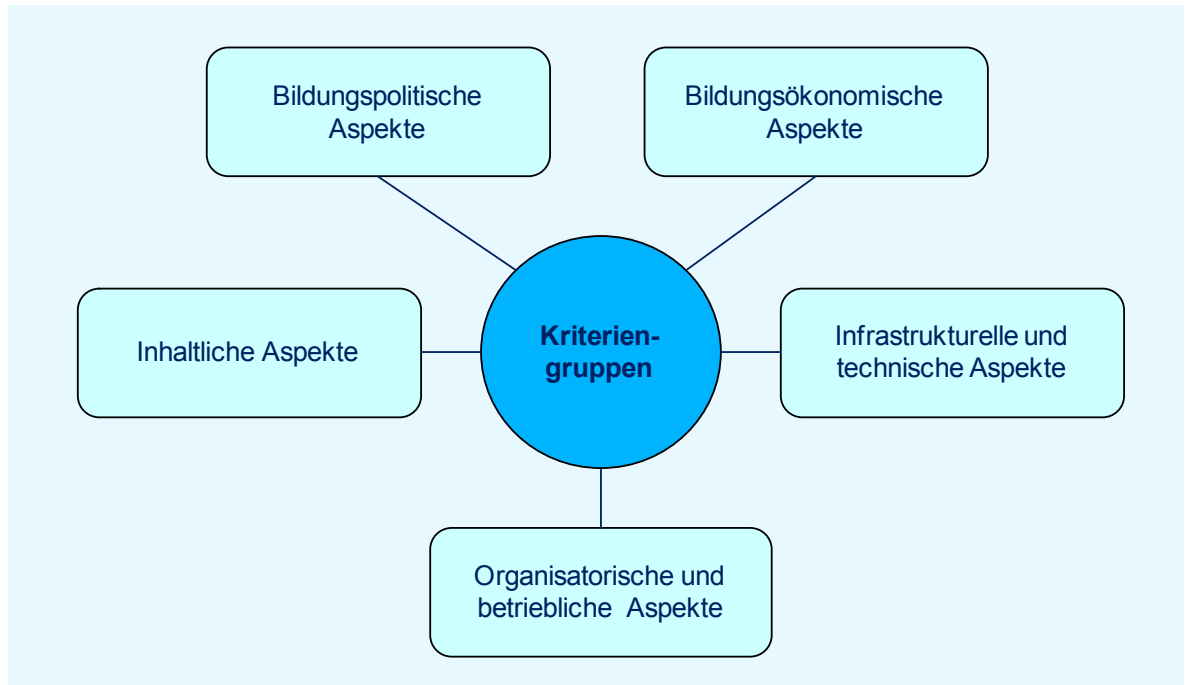 Bildungspolitische
Aspekte
Bildungsökonomische
Aspekte
Inhaltliche Aspekte
Kriterien-
gruppen
Infrastrukturelle und
technische Aspekte
Organisatorische und
betriebliche Aspekte